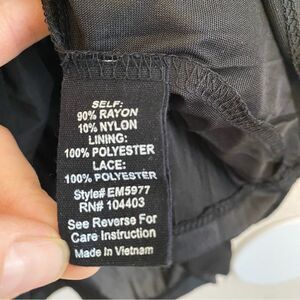 SELF:
90% RAYON
10% NYLON
LINING:
100% POLYESTER
LACE:
100% POLYESTER
Style# EM5977
RN# 104403
See Reverse For
Care Instruction
Made In Vietnam